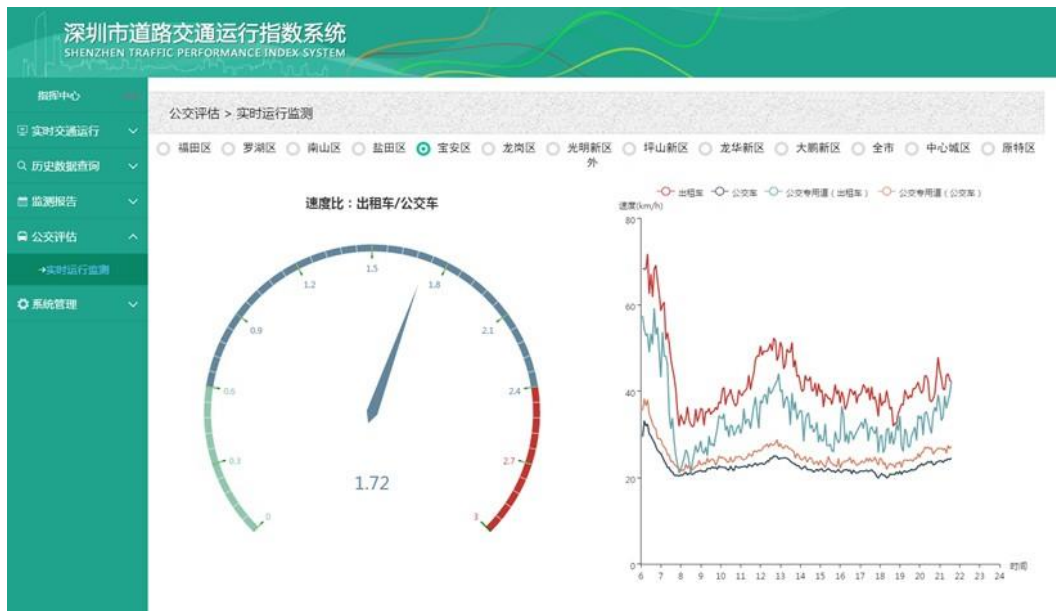 深圳市道路交通运行指数系统
SHENZHEN TRAFFIC PERFORMANCE INDEX SYSTEM
指挥中心
实时交通运行
历史数据查询
监测报告
公交评估
→实时运行监测
系统管理
公交评估 > 实时运行监测
福田区 罗湖区 南山区 盐田区 宝安区 龙岗区 光明新区 坪山新区 龙华新区 大鹏新区 全市 中心城区 原特区
外
速度比：出租车/公交车
0
0.3
0.6
0.9
1.2
1.5
1.8
2.1
2.4
2.7
3
1.72
出租车 公交车 公交专用道（出租车） 公交专用道（公交车）
速度(km/h)
80
60
40
20
0
6 7 8 9 10 11 12 13 14 15 16 17 18 19 20 21 22 23 24
时间